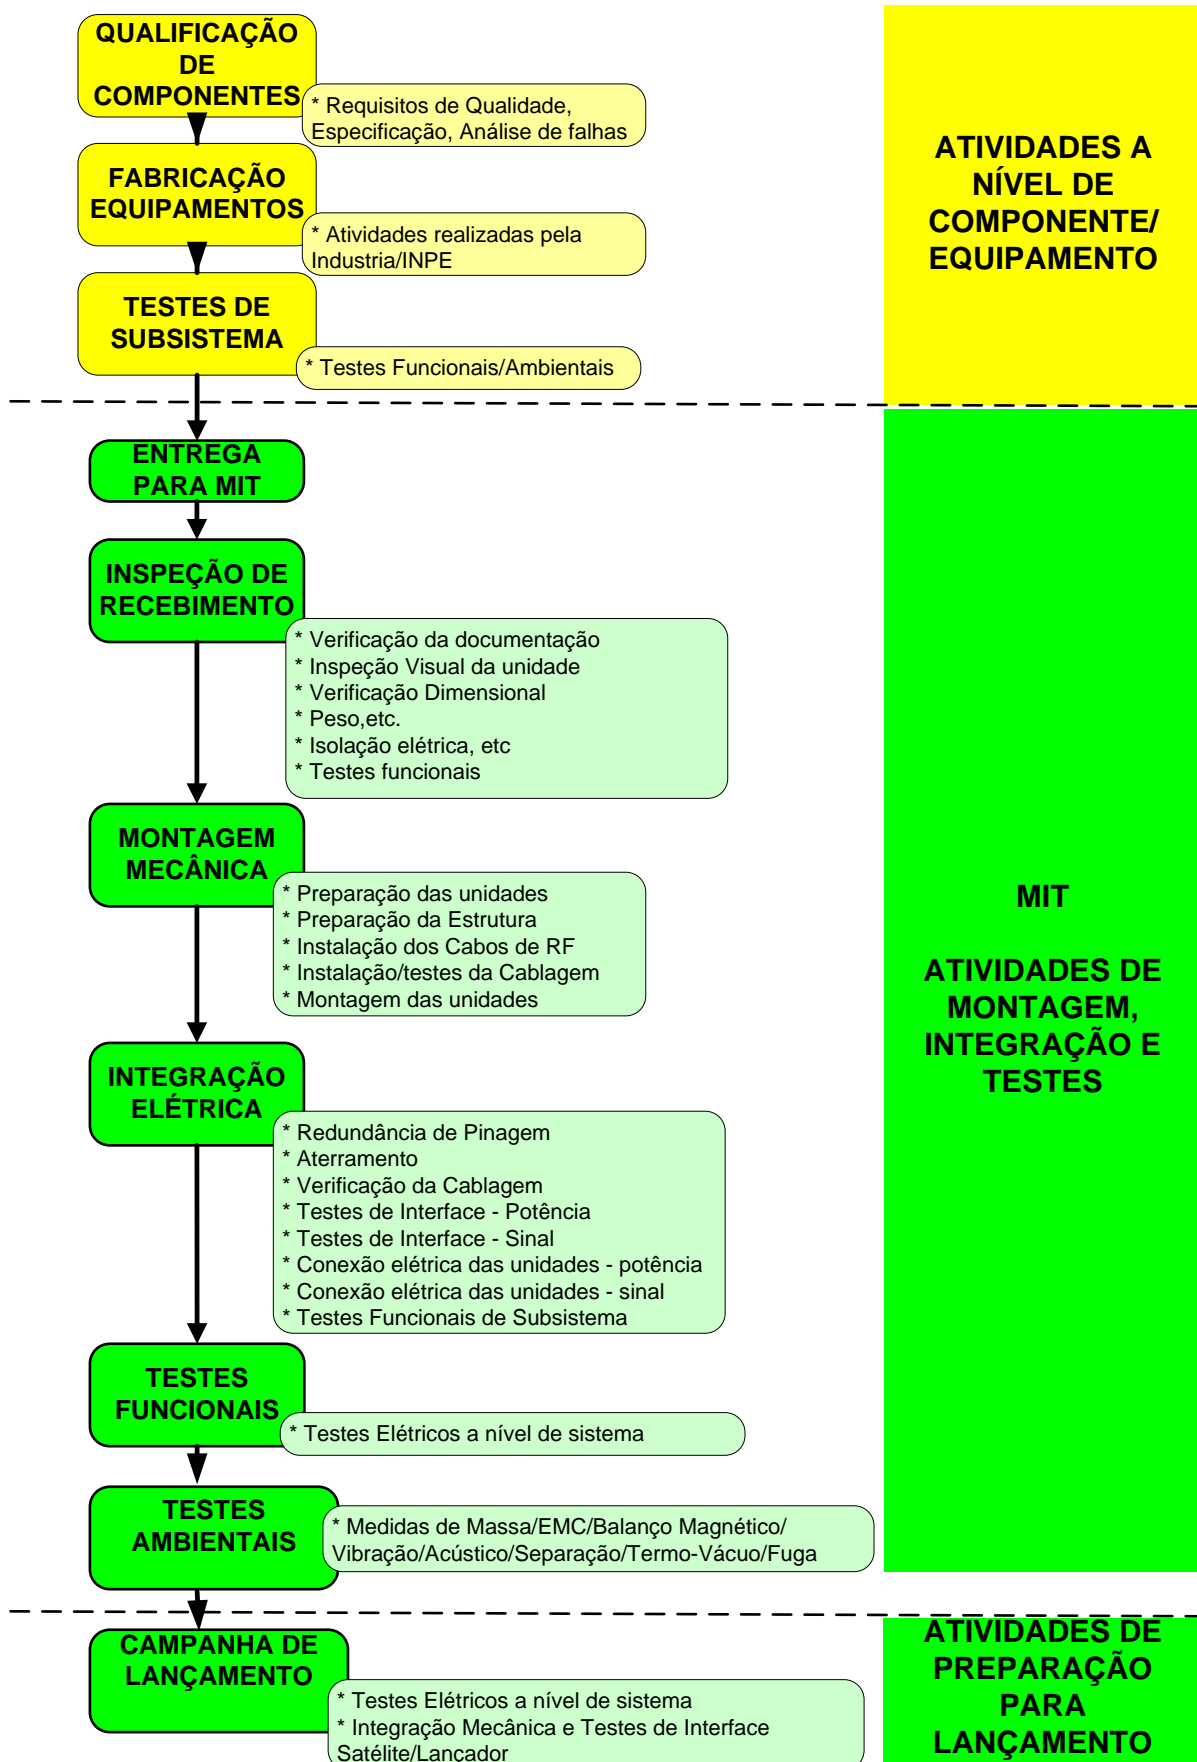 QUALIFICAÇÃO
DE
COMPONENTES
* Requisitos de Qualidade,
Especificação, Análise de falhas
FABRICAÇÃO
EQUIPAMENTOS
* Atividades realizadas pela
Industria/INPE
TESTES DE
SUBSISTEMA
* Testes Funcionais/Ambientais
ATIVIDADES A
NÍVEL DE
COMPONENTE/
EQUIPAMENTO
ENTREGA
PARA MIT
INSPEÇÃO DE
RECEBIMENTO
* Verificação da documentação
* Inspeção Visual da unidade
* Verificação Dimensional
* Peso,etc.
* Isolação elétrica, etc
* Testes funcionais
MONTAGEM
MECÂNICA
* Preparação das unidades
* Preparação da Estrutura
* Instalação dos Cabos de RF
* Instalação/testes da Cablagem
* Montagem das unidades
INTEGRAÇÃO
ELÉTRICA
* Redundância de Pinagem
* Aterramento
* Verificação da Cablagem
* Testes de Interface - Potência
* Testes de Interface - Sinal
* Conexão elétrica das unidades - potência
* Conexão elétrica das unidades - sinal
* Testes Funcionais de Subsistema
TESTES
FUNCIONAIS
* Testes Elétricos a nível de sistema
TESTES
AMBIENTAIS
* Medidas de Massa/EMC/Balanço Magnético/
Vibração/Acústico/Separação/Termo-Vácuo/Fuga
MIT
ATIVIDADES DE
MONTAGEM,
INTEGRAÇÃO E
TESTES
CAMPANHA DE
LANÇAMENTO
* Testes Elétricos a nível de sistema
* Integração Mecânica e Testes de Interface
Satélite/Lançador
ATIVIDADES DE
PREPARAÇÃO
PARA
LANÇAMENTO